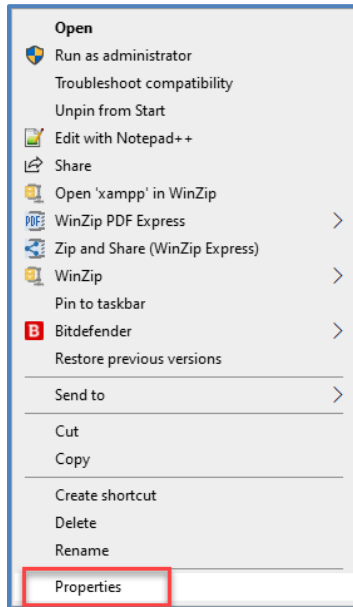 Open
Run as administrator
Troubleshoot compatibility
Unpin from Start
Edit with Notepad++
Share
Open 'xampp' in WinZip
PDF WinZip PDF Express
Zip and Share (WinZip Express)
WinZip
Pin to taskbar
B Bitdefender
Restore previous versions
Send to
Cut
Copy
Create shortcut
Delete
Rename
Properties